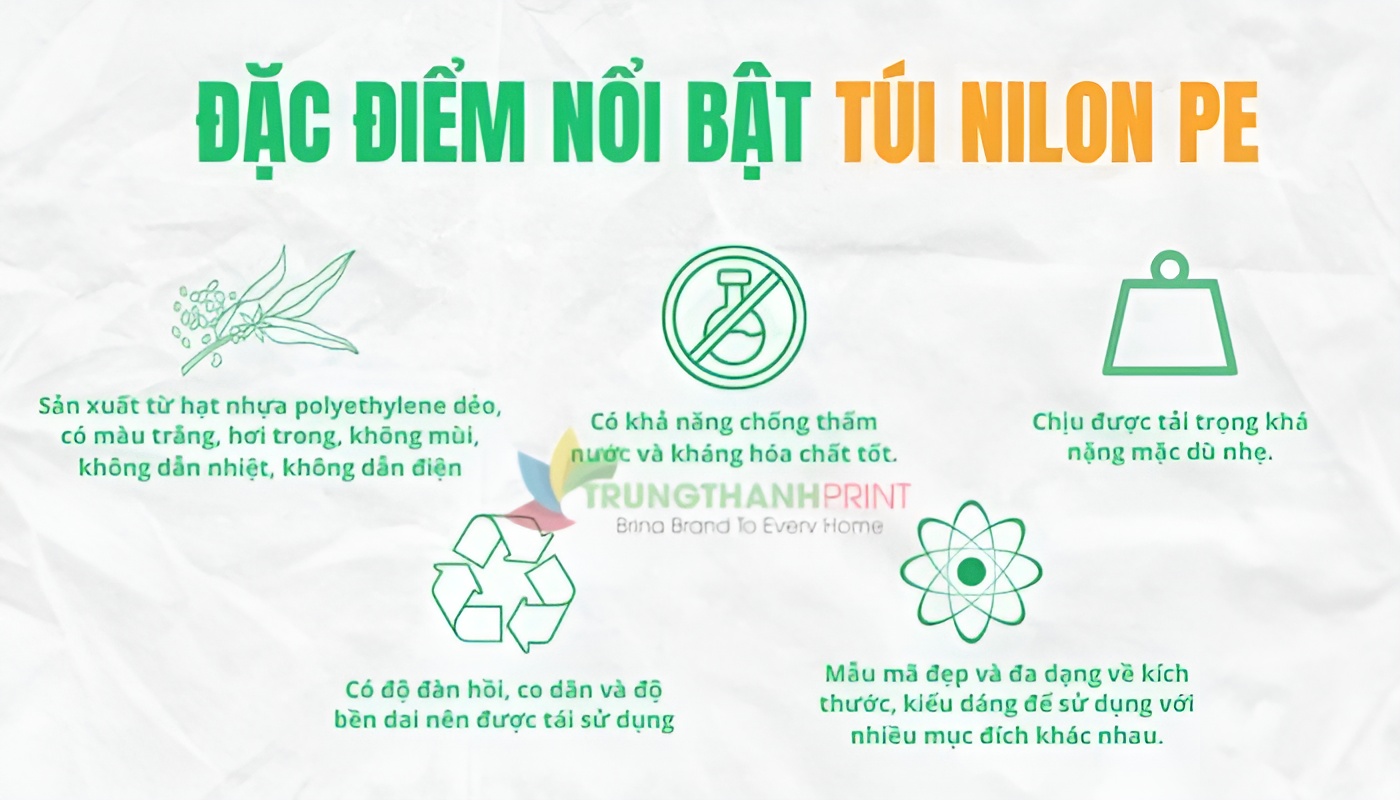 ĐẶC ĐIỂM NỔI BẬT TÚI NILON PE
Sản xuất từ hạt nhựa polyethylene dẻo,
có màu trắng, hơi trong, không mùi,
không dẫn nhiệt, không dẫn điện
Có khả năng chống thấm
nước và kháng hóa chất tốt.
Chịu được tải trọng khá
nặng mặc dù nhẹ.
TRUNGTHANHPRINT
Bring Brand To Every Home
Có độ đàn hồi, co dãn và độ
bền dai nên được tái sử dụng
Mẫu mã đẹp và đa dạng về kích
thước, kiểu dáng để sử dụng với
nhiều mục đích khác nhau.